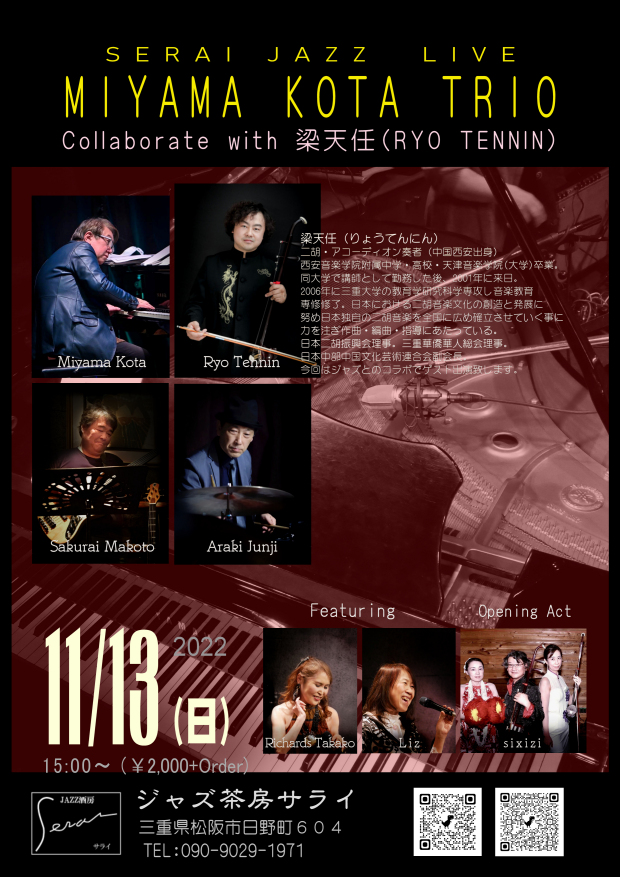 SERAI JAZZ LIVE
MIYAMA KOTA TRIO
Collaborate with 梁天任(RYO TENNIN)
梁天任（りょうてんにん）
二胡・アコーディオン奏者（中国西安出身）
西安音楽学院附属中学・高校・天津音楽学院(大学)卒業。
同大学で講師として勤務した後、2001年に来日。
2006年に三重大学の教育学研究科学専攻し音楽教育
専修修了。日本における二胡音楽文化の創造と発展に
努め日本独自の二胡音楽を全国に広め確立させていく事に
力を注ぎ作曲・編曲・指導にあたっている。
日本二胡振興会理事。三重華僑華人総会理事。
日本中部中国文化芸術連合会副会長。
今回はジャズとのコラボでゲスト出演致します。
Miyama Kota
Ryo Tennin
Sakurai Makoto
Araki Junji
Featuring
Opening Act
11/13
2022
(日)
15:00～（￥2,000+Order)
Richards Takako
Liz
sixizi
JAZZ酒房
Serai
サライ
ジャズ茶房サライ
三重県松阪市日野町６０４
TEL:090-9029-1971